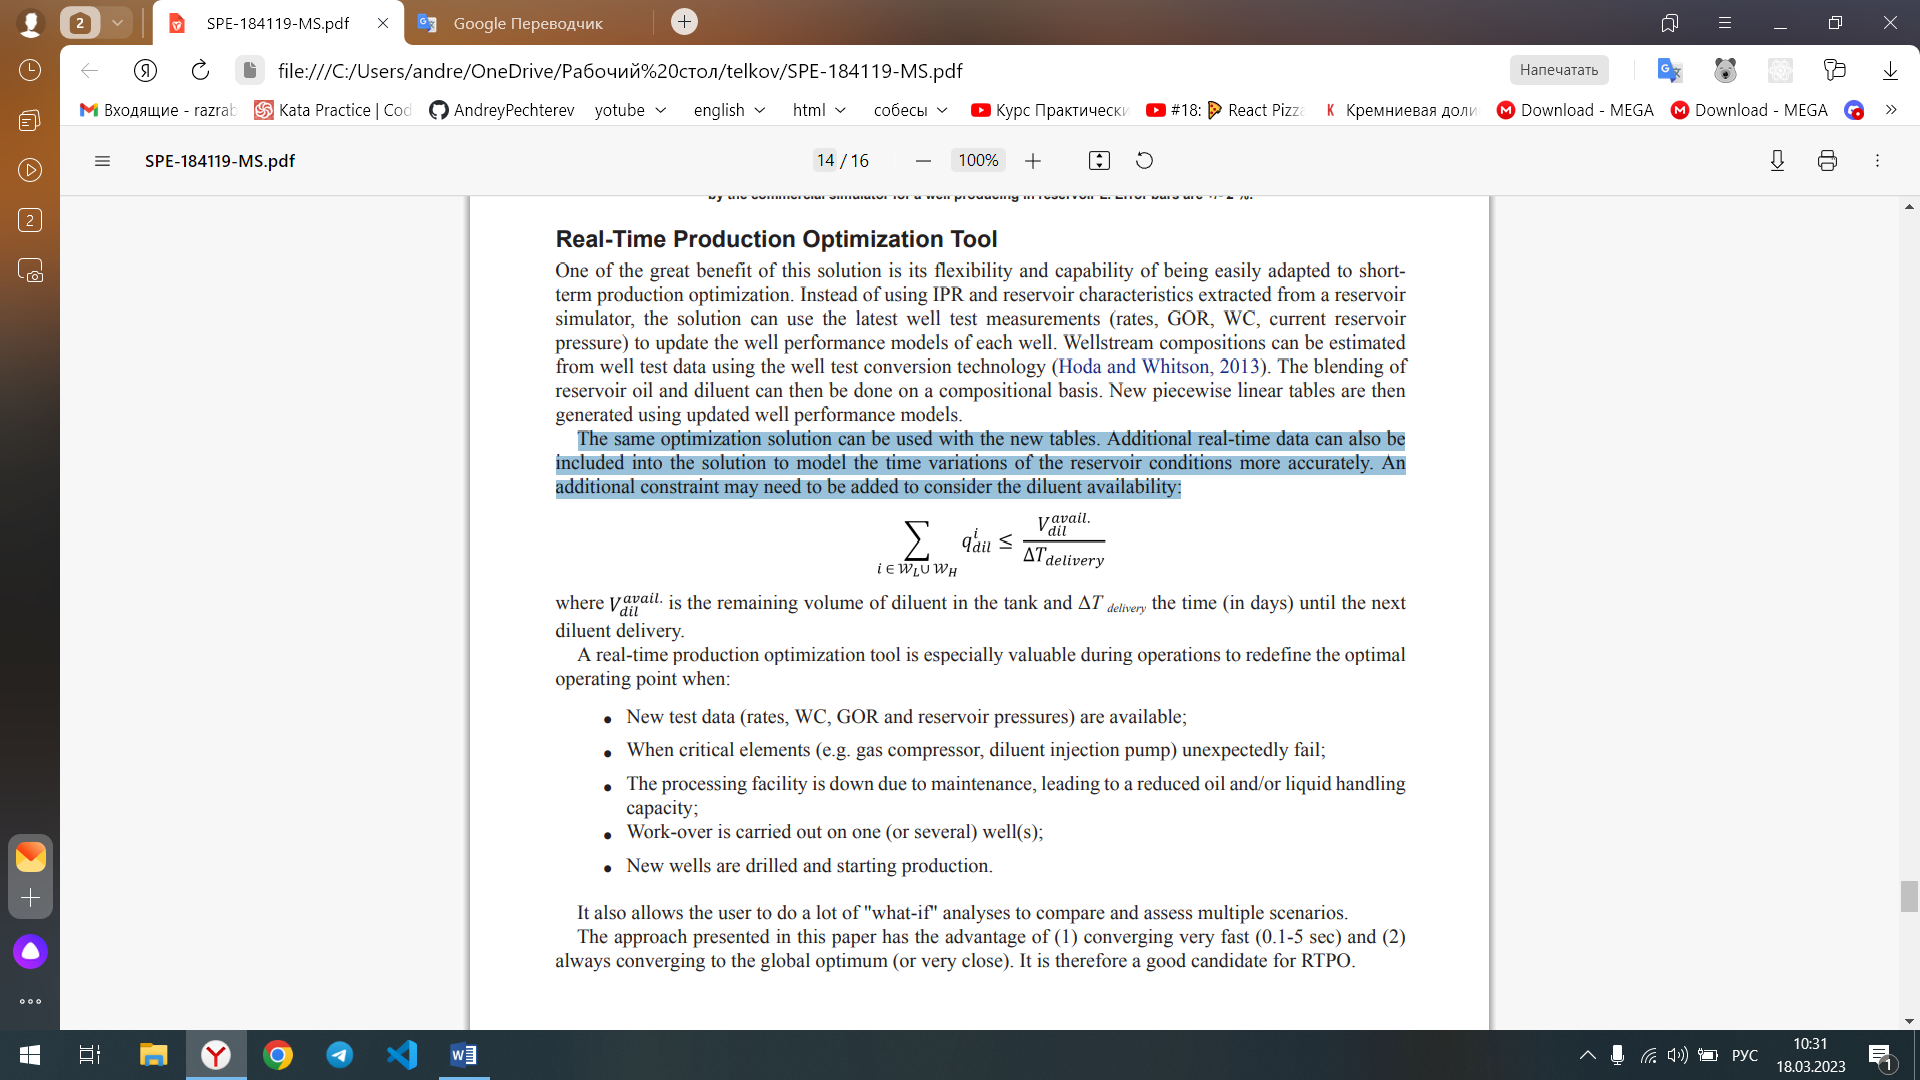 2
SPE-184119-MS.pdf
Google Переводчик
file:///C:/Users/andre/OneDrive/Рабочий%20стол/telkov/SPE-184119-MS.pdf
Напечатать
Входящие - razrab
Kata Practice | Cod
AndreyPechterev
yotube
english
html
собесы
Курс Практически
#18: React Pizza
Кремниевая доли
Download - MEGA
Download - MEGA
SPE-184119-MS.pdf
14 / 16
100%
2
by the commercial simulator for a well producing in reservoir E. Error bars are +/- 2 %.
Real-Time Production Optimization Tool
One of the great benefit of this solution is its flexibility and capability of being easily adapted to short-
term production optimization. Instead of using IPR and reservoir characteristics extracted from a reservoir
simulator, the solution can use the latest well test measurements (rates, GOR, WC, current reservoir
pressure) to update the well performance models of each well. Wellstream compositions can be estimated
from well test data using the well test conversion technology (Hoda and Whitson, 2013). The blending of
reservoir oil and diluent can then be done on a compositional basis. New piecewise linear tables are then
generated using updated well performance models.
The same optimization solution can be used with the new tables. Additional real-time data can also be
included into the solution to model the time variations of the reservoir conditions more accurately. An
additional constraint may need to be added to consider the diluent availability:
∑_{i ∈ 𝒲_L ∪ 𝒲_H} q_{dil}^{i} ≤ V_{dil}^{avail.} / ΔT_{delivery}
where V_{dil}^{avail.} is the remaining volume of diluent in the tank and ΔT delivery the time (in days) until the next
diluent delivery.
A real-time production optimization tool is especially valuable during operations to redefine the optimal
operating point when:
● New test data (rates, WC, GOR and reservoir pressures) are available;
● When critical elements (e.g. gas compressor, diluent injection pump) unexpectedly fail;
● The processing facility is down due to maintenance, leading to a reduced oil and/or liquid handling
capacity;
● Work-over is carried out on one (or several) well(s);
● New wells are drilled and starting production.
It also allows the user to do a lot of "what-if" analyses to compare and assess multiple scenarios.
The approach presented in this paper has the advantage of (1) converging very fast (0.1-5 sec) and (2)
always converging to the global optimum (or very close). It is therefore a good candidate for RTPO.
РУС
10:31
18.03.2023
1